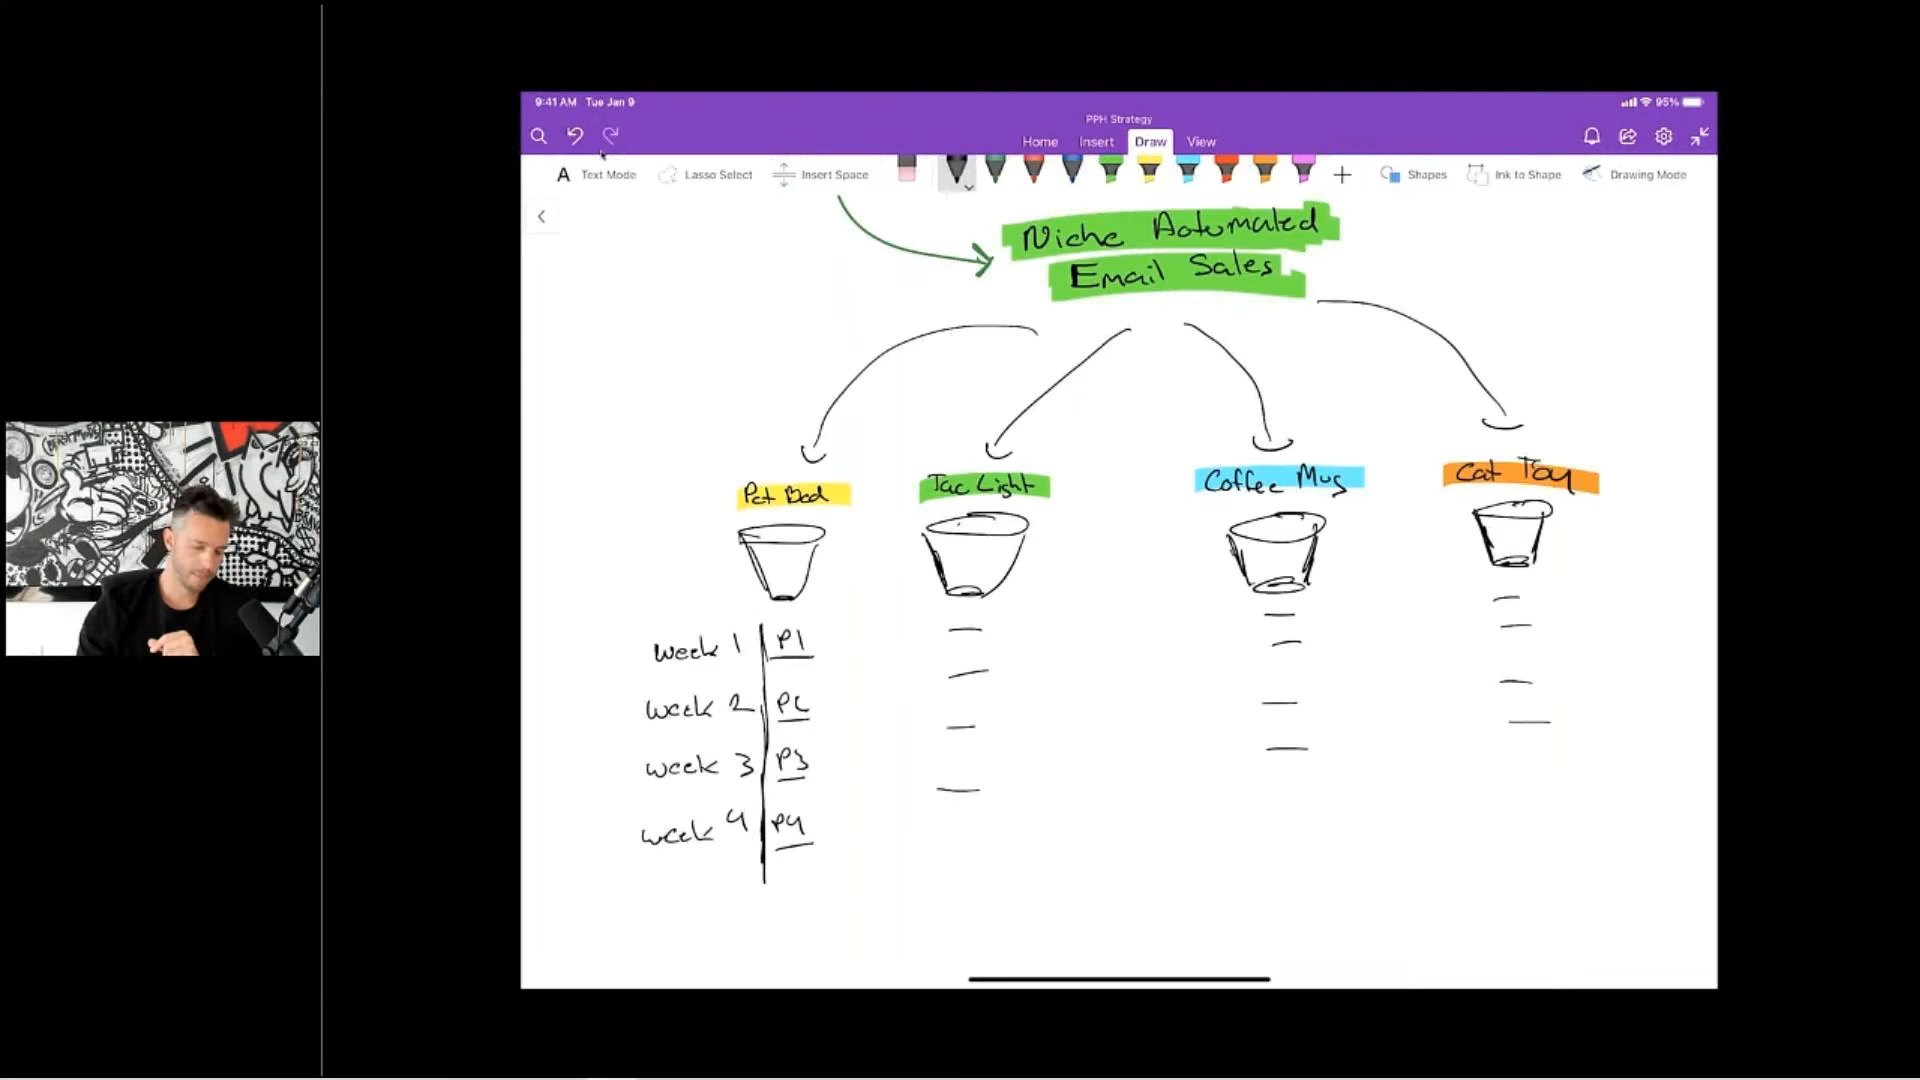 9:41 AM Tue Jan 9
95%
PPH Strategy
Home Insert Draw View
Text Mode Lasso Select Insert Space Shapes Ink to Shape Drawing Mode
Niche Automated
Email Sales
Pet Bed Tac Light Coffee Mug Cat Toy
Week 1 P1
Week 2 P2
Week 3 P3
Week 4 P4